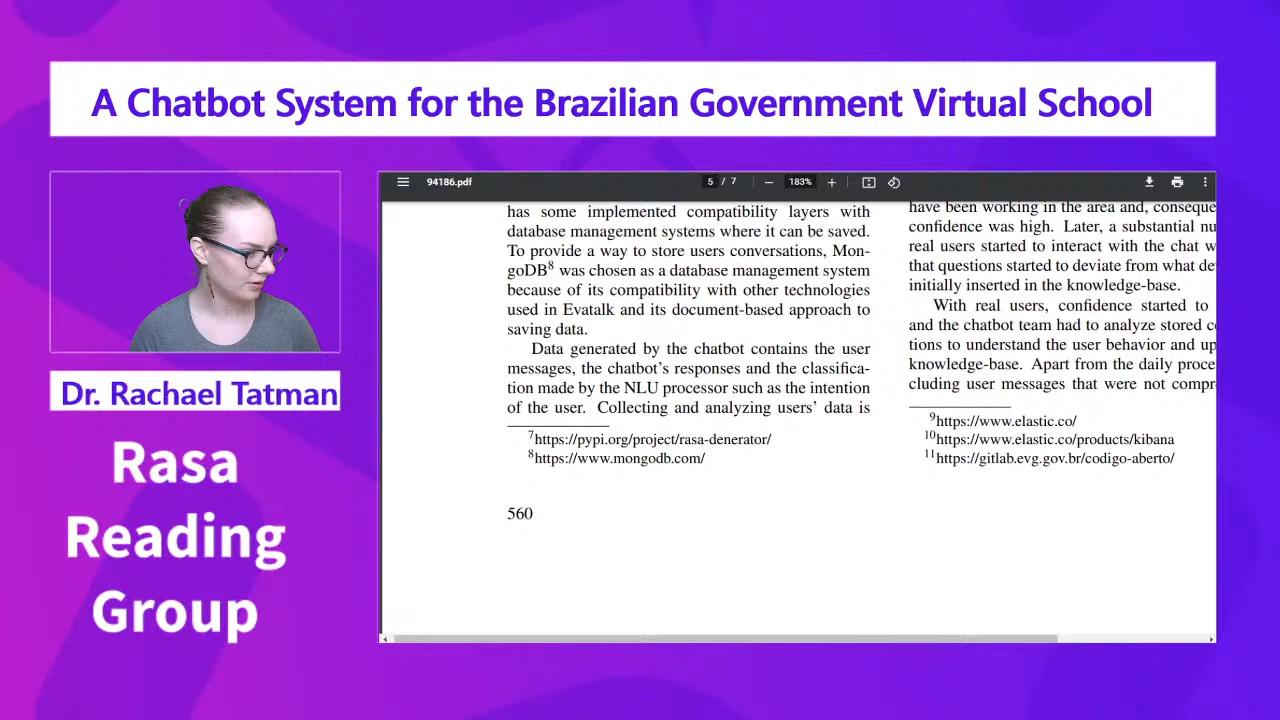 A Chatbot System for the Brazilian Government Virtual School
Dr. Rachael Tatman
Rasa
Reading
Group
94186.pdf
5 / 7
183%
has some implemented compatibility layers with
database management systems where it can be saved.
To provide a way to store users conversations, Mon-
goDB8 was chosen as a database management system
because of its compatibility with other technologies
used in Evatalk and its document-based approach to
saving data.
Data generated by the chatbot contains the user
messages, the chatbot's responses and the classifica-
tion made by the NLU processor such as the intention
of the user. Collecting and analyzing users' data is
7https://pypi.org/project/rasa-denerator/
8https://www.mongodb.com/
560
have been working in the area and, conseque
confidence was high. Later, a substantial nu
real users started to interact with the chat w
that questions started to deviate from what de
initially inserted in the knowledge-base.
With real users, confidence started to
and the chatbot team had to analyze stored c
tions to understand the user behavior and up
knowledge-base. Apart from the daily proce
cluding user messages that were not compr
9https://www.elastic.co/
10https://www.elastic.co/products/kibana
11https://gitlab.evg.gov.br/codigo-aberto/